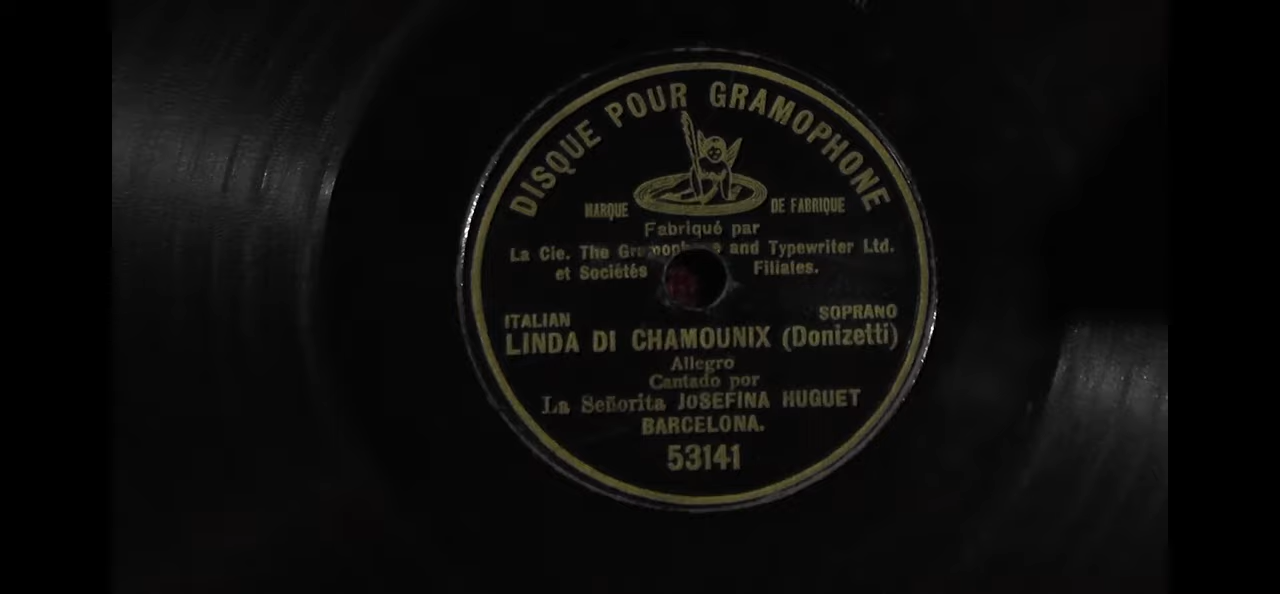 DISQUE POUR GRAMOPHONE
MARQUE DE FABRIQUE
Fabriqué par
La Cie. The Gramophone and Typewriter Ltd.
et Sociétés Filiales.
ITALIAN SOPRANO
LINDA DI CHAMOUNIX (Donizetti)
Allegro
Cantado por
La Señorita JOSEFINA HUGUET
BARCELONA.
53141